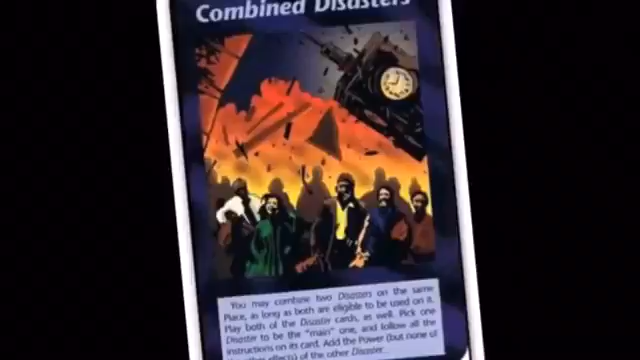 Combined Disasters
You may combine two Disasters on the same
Place, as long as both are eligible to be used on it.
Play both of the Disaster cards, as well. Pick one
Disaster to be the "main" one, and follow all the
instructions on its card. Add the Power (but none of
effects) of the other Disaster.